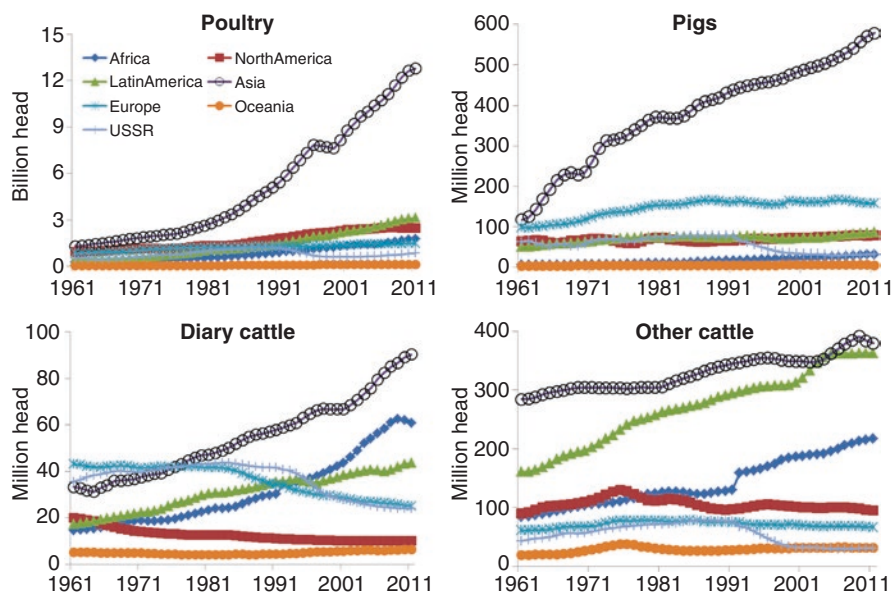 Poultry
15
12
9
6
3
0
Billion head
Africa
NorthAmerica
LatinAmerica
Asia
Europe
Oceania
USSR
1961 1971 1981 1991 2001 2011
Pigs
600
500
400
300
200
100
0
Million head
1961 1971 1981 1991 2001 2011
Diary cattle
100
80
60
40
20
0
Million head
1961 1971 1981 1991 2001 2011
Other cattle
400
300
200
100
0
Million head
1961 1971 1981 1991 2001 2011